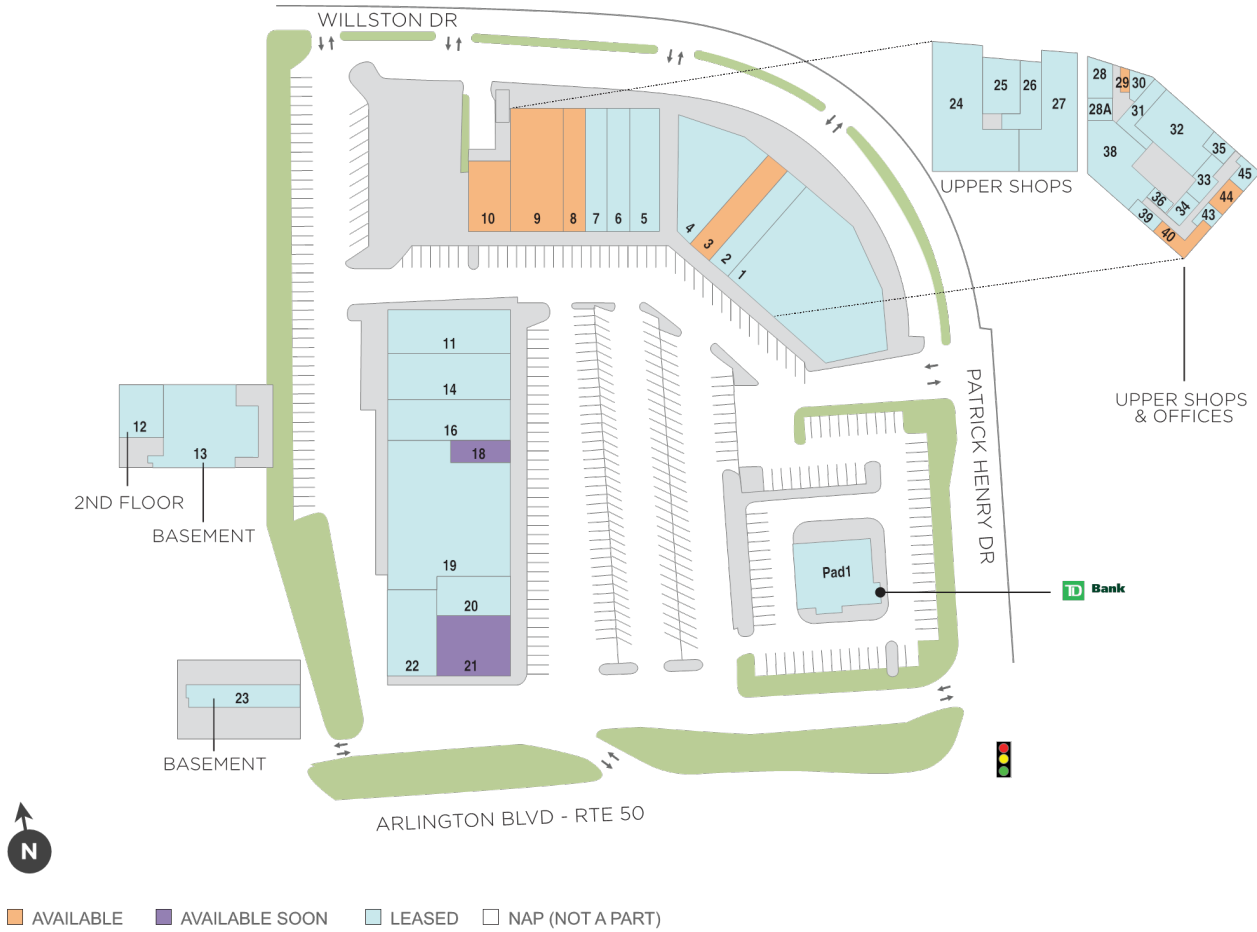 WILLSTON DR
24
25
26
27
UPPER SHOPS
28
29
30
28A
31
32
38
35
33
45
44
36
34
43
39
40
UPPER SHOPS
& OFFICES
10
9
8
7
6
5
4
3
2
1
PATRICK HENRY DR
11
14
16
18
19
20
22
21
12
13
2ND FLOOR
BASEMENT
Pad1
TD Bank
23
BASEMENT
ARLINGTON BLVD - RTE 50
N
AVAILABLE
AVAILABLE SOON
LEASED
NAP (NOT A PART)